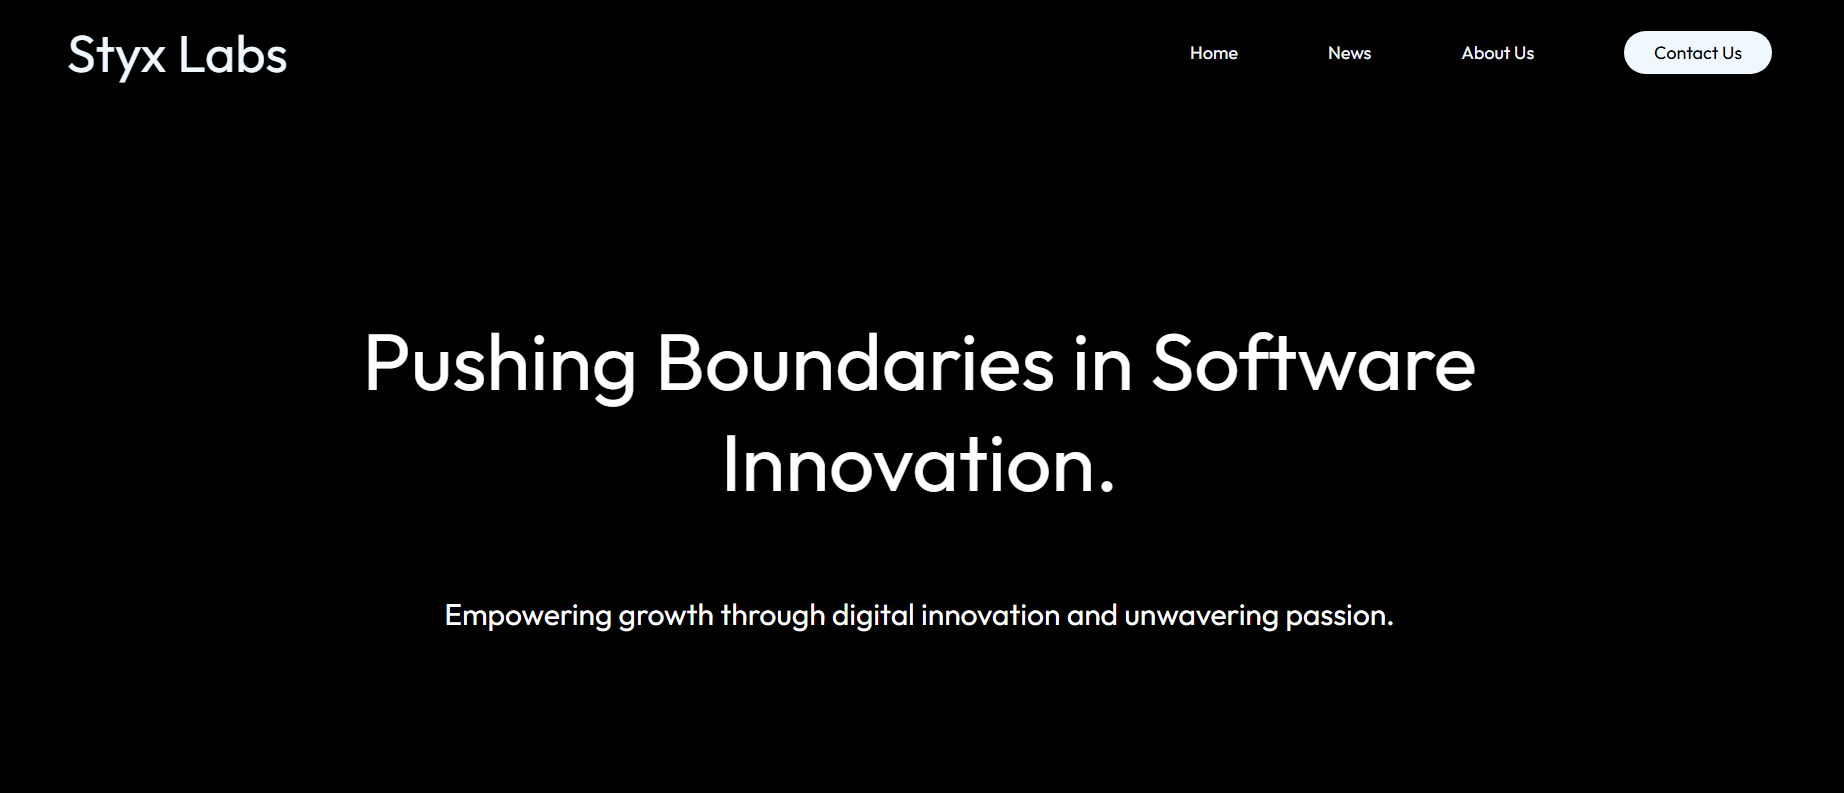 Styx Labs
Home
News
About Us
Contact Us
Pushing Boundaries in Software
Innovation.
Empowering growth through digital innovation and unwavering passion.